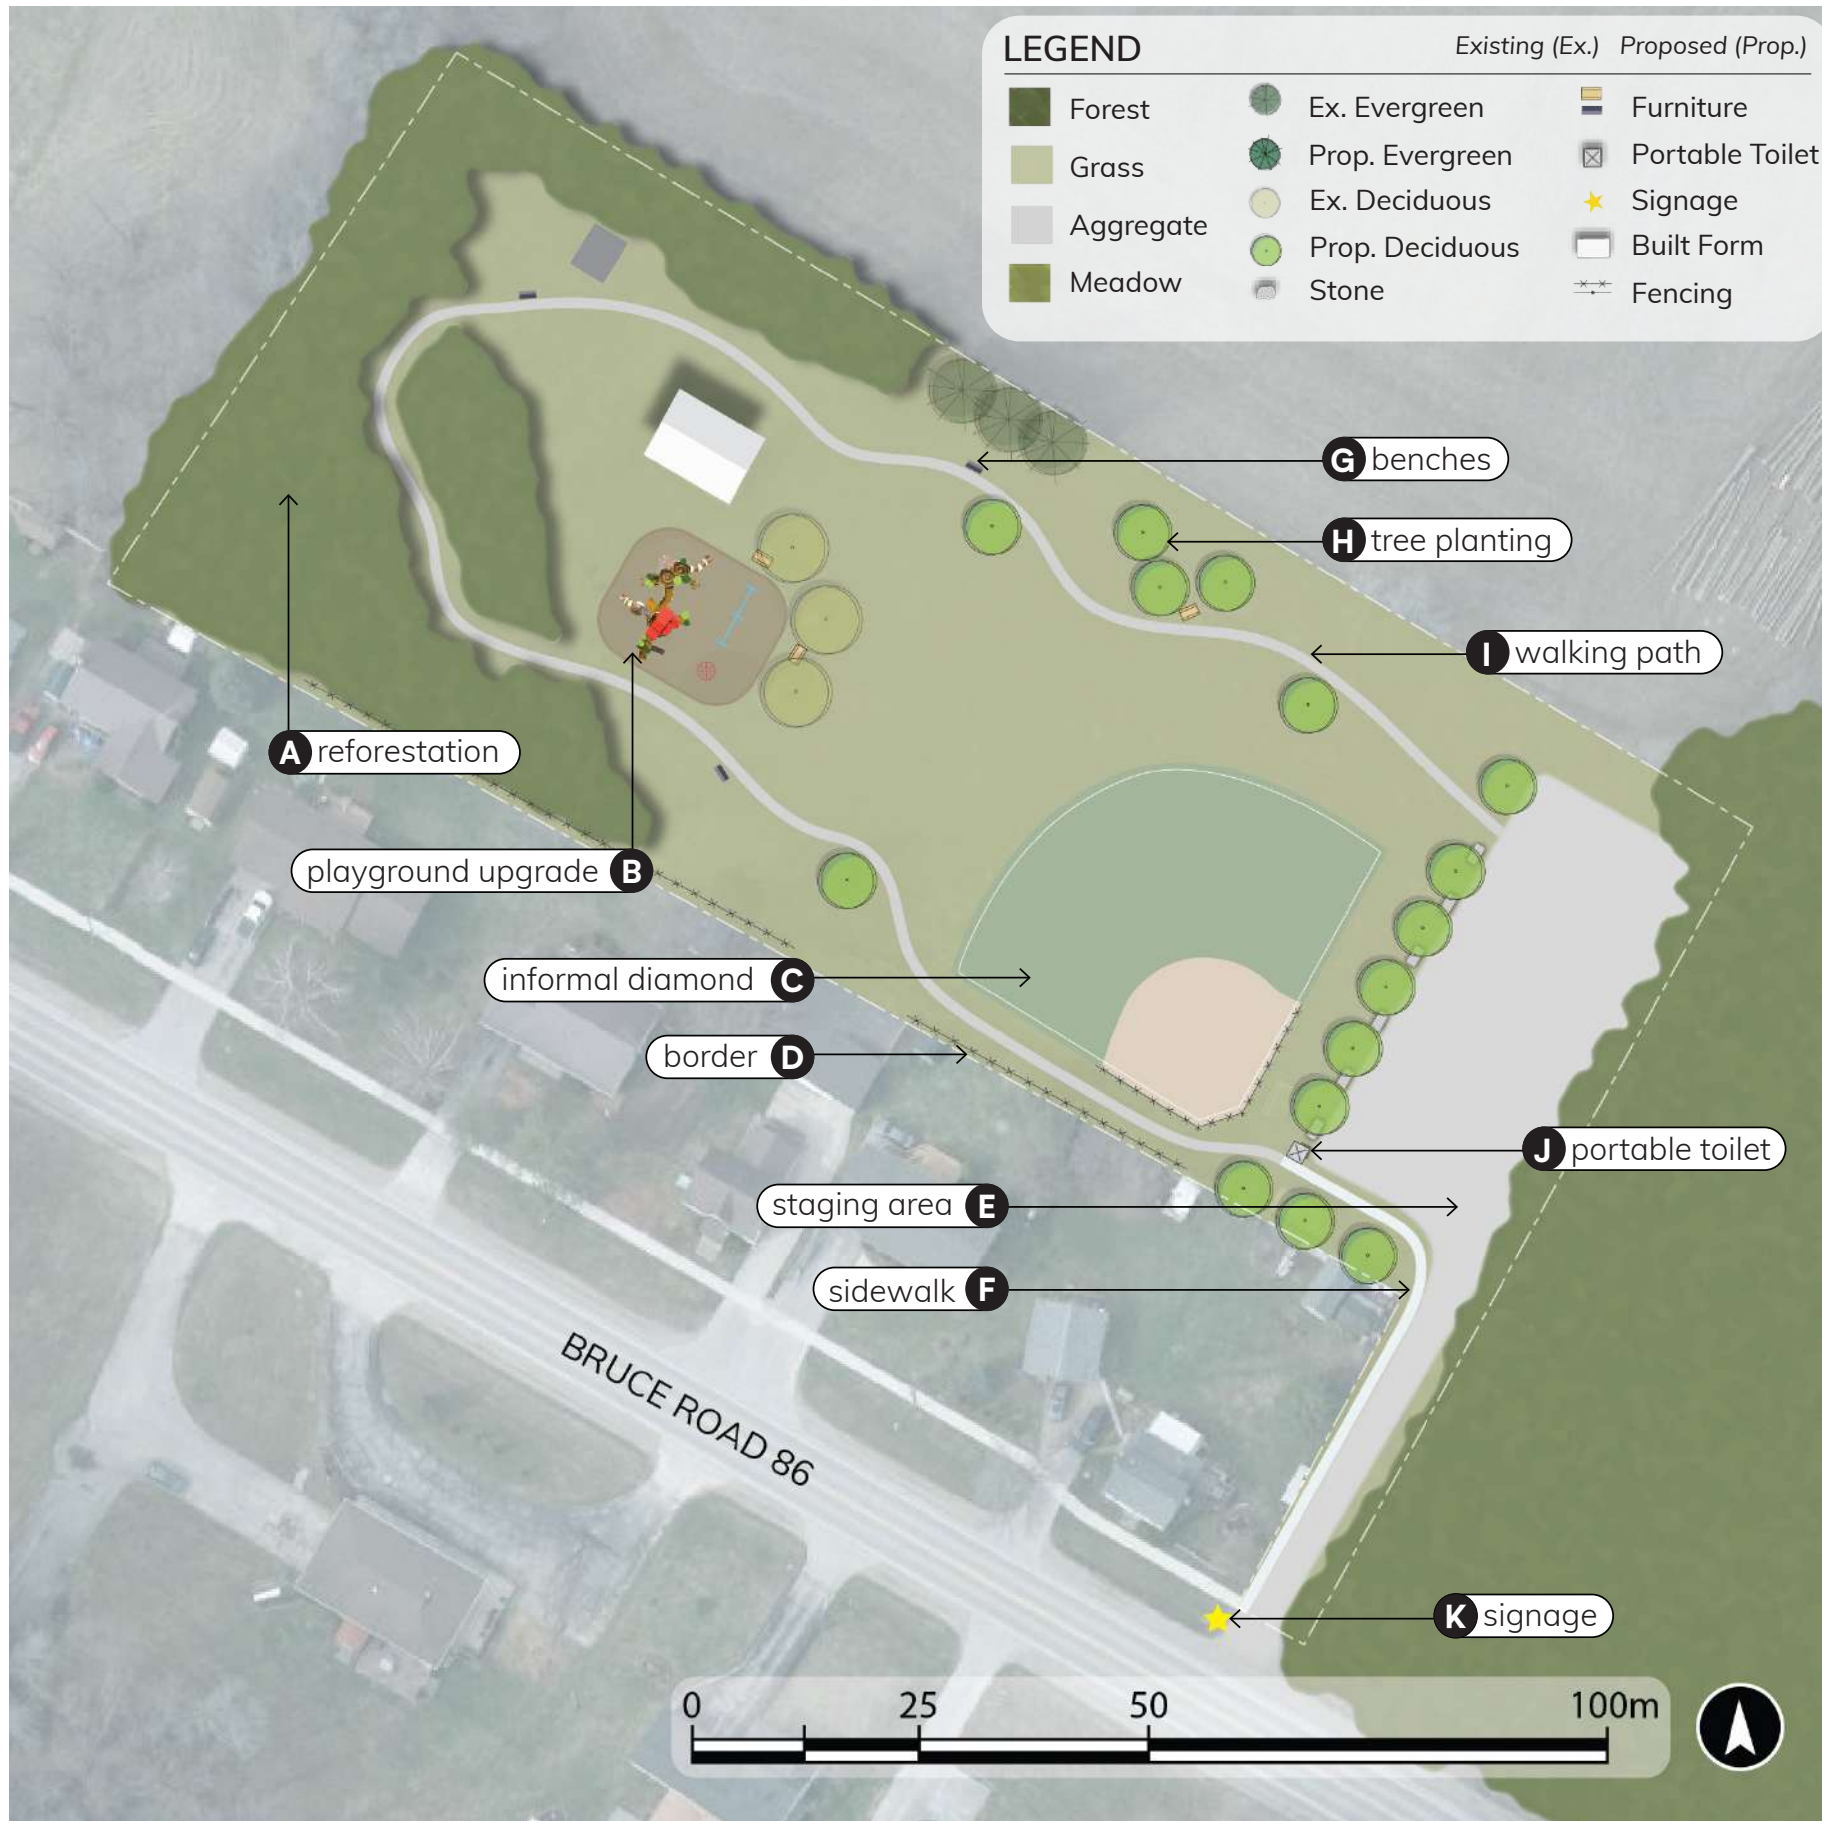 LEGEND
Existing (Ex.) Proposed (Prop.)
Forest
Grass
Aggregate
Meadow
Ex. Evergreen
Prop. Evergreen
Ex. Deciduous
Prop. Deciduous
Stone
Furniture
Portable Toilet
Signage
Built Form
Fencing
G benches
H tree planting
I walking path
A reforestation
playground upgrade B
informal diamond C
border D
J portable toilet
staging area E
sidewalk F
BRUCE ROAD 86
K signage
0 25 50 100m